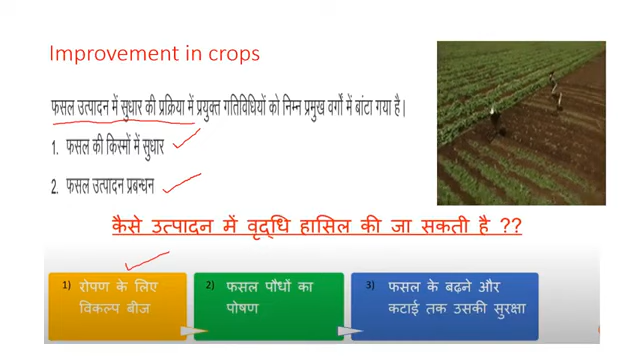 Improvement in crops
फसल उत्पादन में सुधार की प्रक्रिया में प्रयुक्त गतिविधियों को निम्न प्रमुख वर्गों में बांटा गया है|
1. फसल की किस्मों में सुधार
2. फसल उत्पादन प्रबन्धन
कैसे उत्पादन में वृद्धि हासिल की जा सकती है ??
1) रोपण के लिए
विकल्प बीज
2) फसल पौधों का
पोषण
3) फसल के बढ़ने और
कटाई तक उसकी सुरक्षा